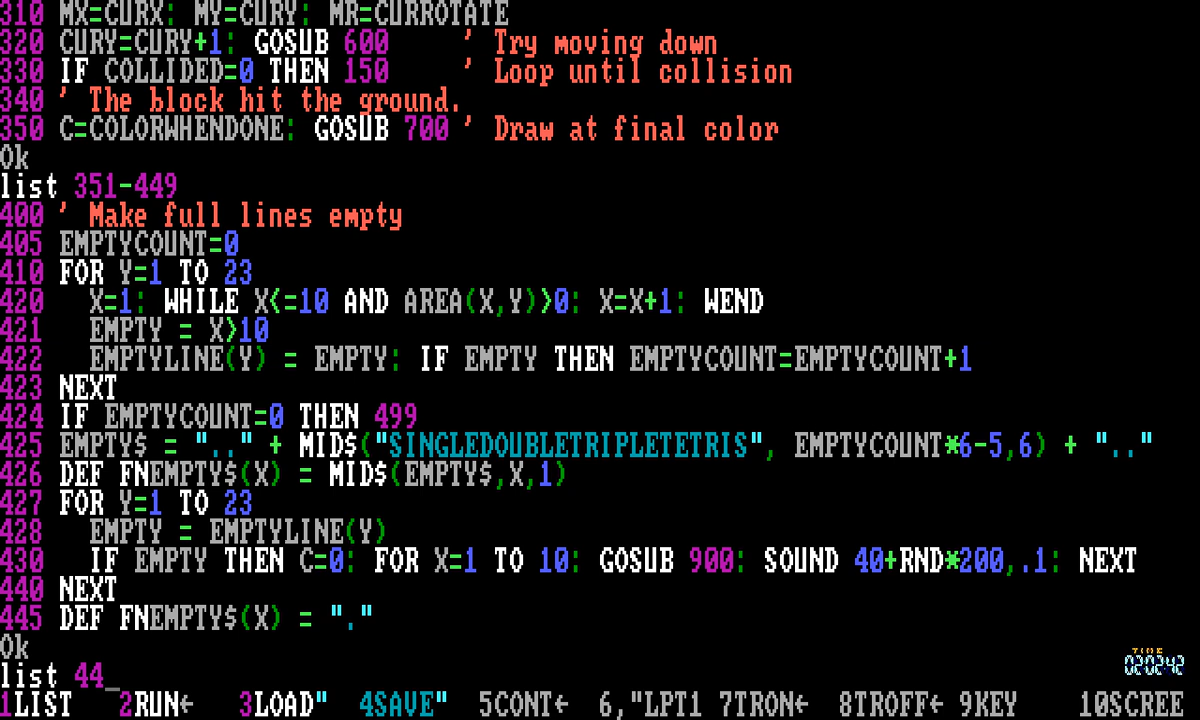 310 MX=CURX: MY=CURY: MR=CURROTATE
320 CURY=CURY+1: GOSUB 600     ' Try moving down
330 IF COLLIDED=0 THEN 150     ' Loop until collision
340 ' The block hit the ground.
350 C=COLORWHENDONE: GOSUB 700 ' Draw at final color
Ok
list 351-449
400 ' Make full lines empty
405 EMPTYCOUNT=0
410 FOR Y=1 TO 23
420   X=1: WHILE X<=10 AND AREA(X,Y)>0: X=X+1: WEND
421   EMPTY = X>10
422   EMPTYLINE(Y) = EMPTY: IF EMPTY THEN EMPTYCOUNT=EMPTYCOUNT+1
423 NEXT
424 IF EMPTYCOUNT=0 THEN 499
425 EMPTY$ = ".." + MID$("SINGLEDOUBLETRIPLETETRIS", EMPTYCOUNT*6-5,6) + ".."
426 DEF FNEMPTY$(X) = MID$(EMPTY$,X,1)
427 FOR Y=1 TO 23
428   EMPTY = EMPTYLINE(Y)
430   IF EMPTY THEN C=0: FOR X=1 TO 10: GOSUB 900: SOUND 40+RND*200,.1: NEXT
440 NEXT
445 DEF FNEMPTY$(X) = "."
Ok
list 44_
TIME
020242
1LIST   2RUN←   3LOAD"  4SAVE"  5CONT←  6,"LPT1 7TRON←  8TROFF← 9KEY    10SCREE